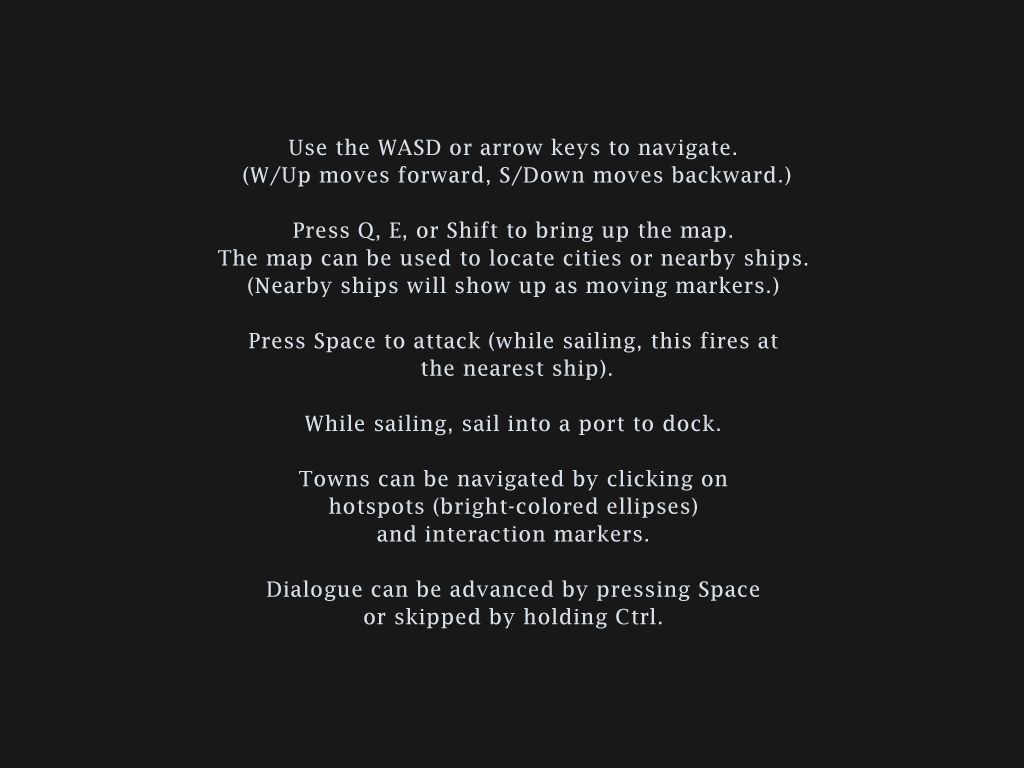 Use the WASD or arrow keys to navigate.
(W/Up moves forward, S/Down moves backward.)
Press Q, E, or Shift to bring up the map.
The map can be used to locate cities or nearby ships.
(Nearby ships will show up as moving markers.)
Press Space to attack (while sailing, this fires at
the nearest ship).
While sailing, sail into a port to dock.
Towns can be navigated by clicking on
hotspots (bright-colored ellipses)
and interaction markers.
Dialogue can be advanced by pressing Space
or skipped by holding Ctrl.